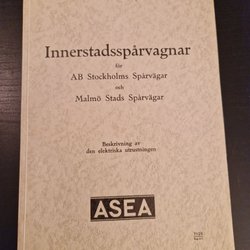 Innerstadsspårvagnar
för
AB Stockholms Spårvägar
och
Malmö Stads Spårvägar
Beskrivning av
den elektriska utrustningen
ASEA